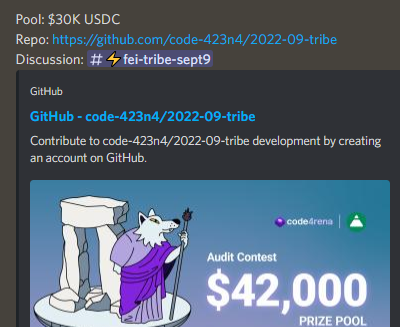 Pool: $30K USDC
Repo: https://github.com/code-423n4/2022-09-tribe
Discussion: # ⚡fei-tribe-sept9
GitHub
GitHub - code-423n4/2022-09-tribe
Contribute to code-423n4/2022-09-tribe development by creating
an account on GitHub.
code4rena
Audit Contest
$42,000
PRIZE POOL